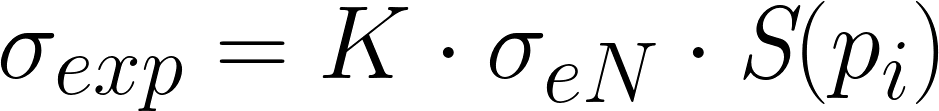 σ_{exp} = K · σ_{eN} · S(p_i)